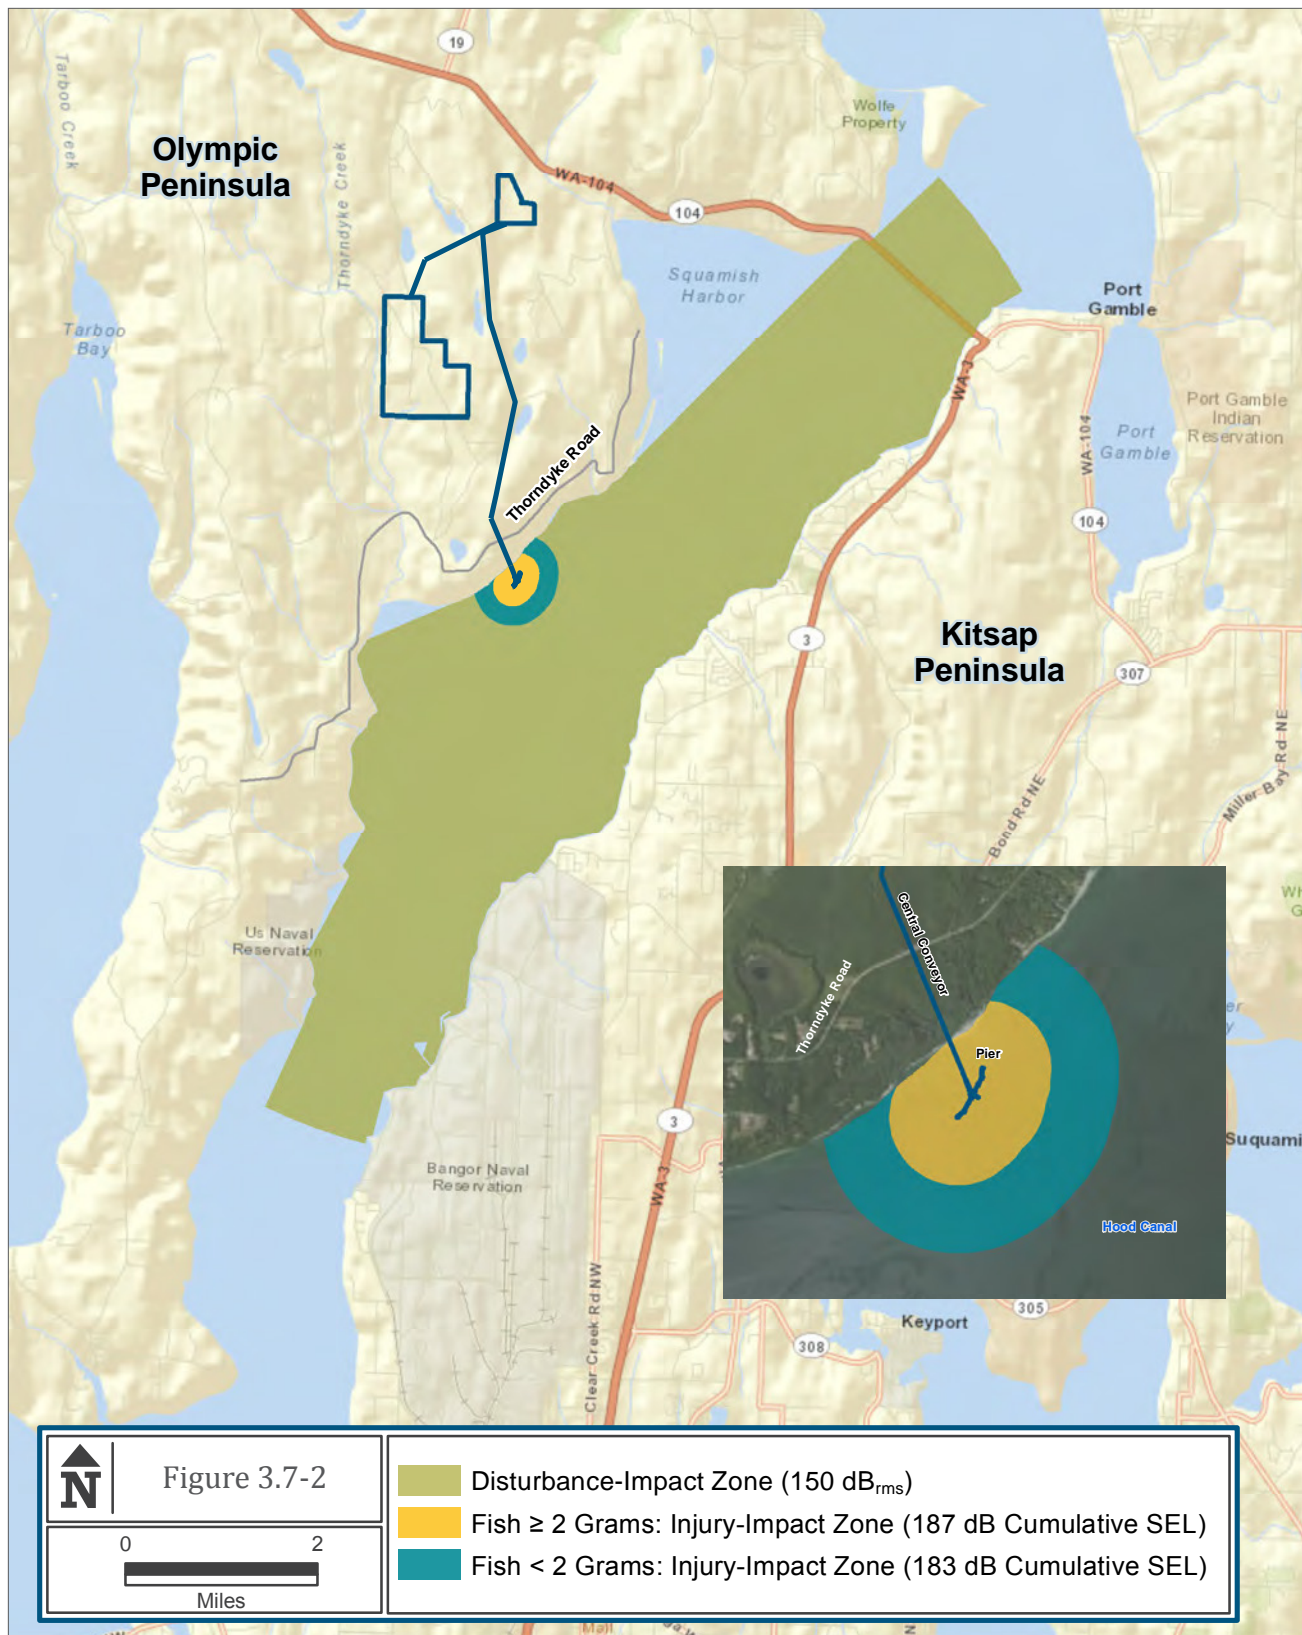 19
Tarboo Creek
Olympic
Peninsula
Thorndyke Creek
Wolfe
Property
WA-104
104
Squamish
Harbor
Port
Gamble
Tarboo
Bay
WA-3
Port Gamble
Indian
Reservation
WA-104
Port
Gamble
Thorndyke Road
104
3
Kitsap
Peninsula
307
Miller Bay Rd NE
Bond Rd NE
Us Naval
Reservation
Central Conveyor
Thorndyke Road
Pier
Hood Canal
3
WA-3
Bangor Naval
Reservation
Clear Creek Rd NW
Suquami
305
Keyport
308
N
Figure 3.7-2
0 2
Miles
Disturbance-Impact Zone (150 dBrms)
Fish ≥ 2 Grams: Injury-Impact Zone (187 dB Cumulative SEL)
Fish < 2 Grams: Injury-Impact Zone (183 dB Cumulative SEL)